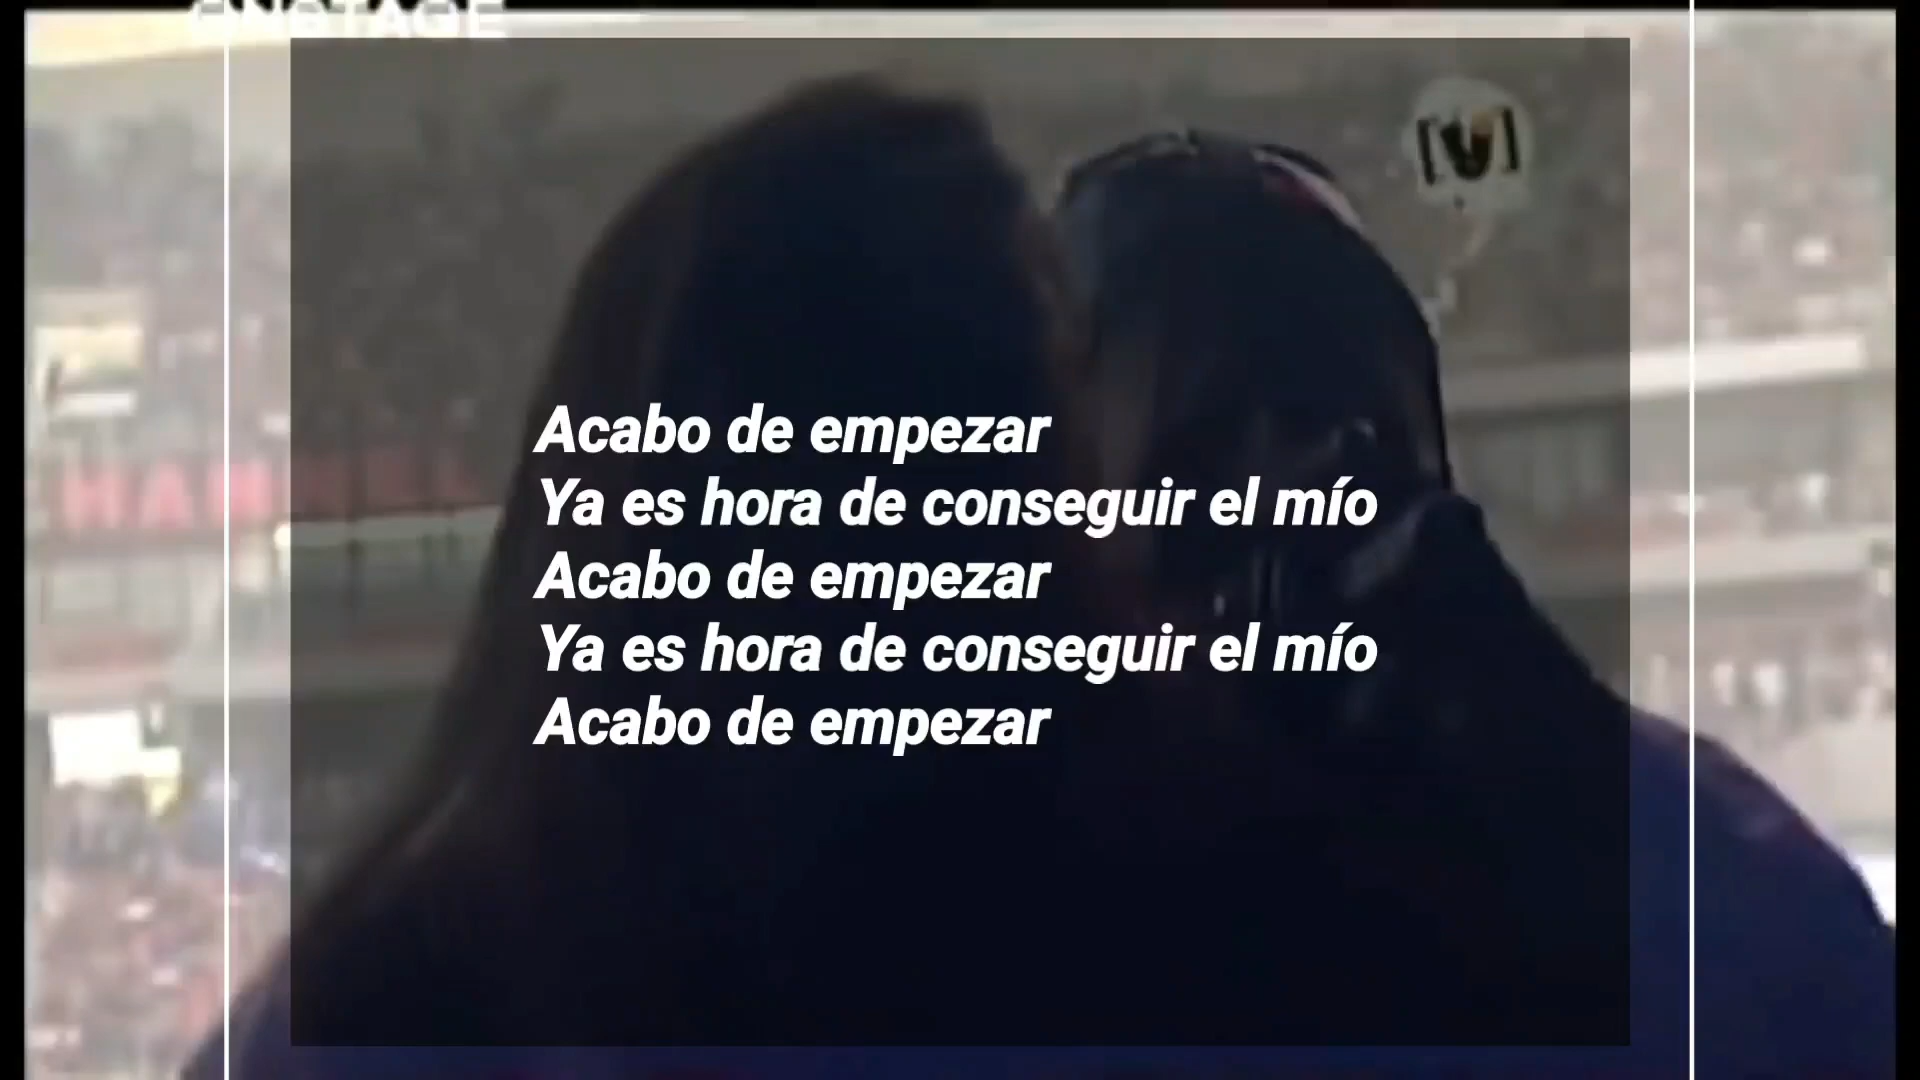 Acabo de empezar
Ya es hora de conseguir el mío
Acabo de empezar
Ya es hora de conseguir el mío
Acabo de empezar
[V]